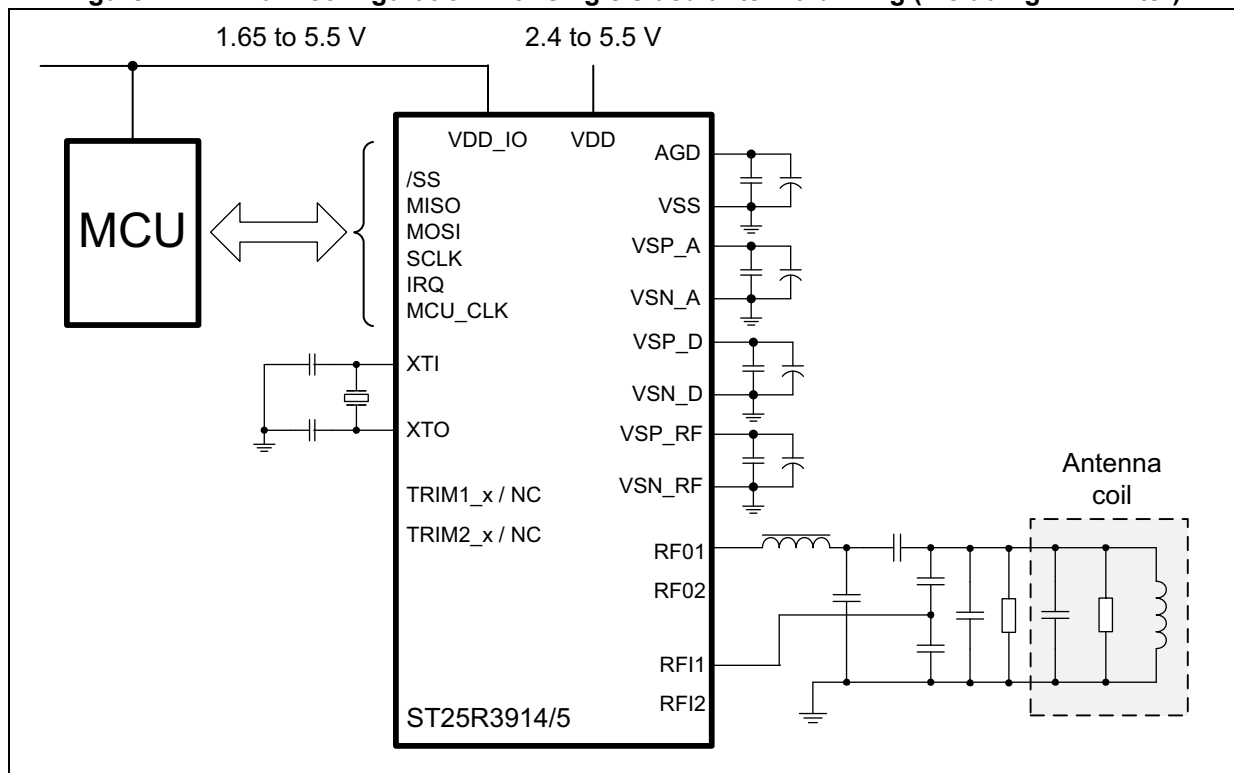 1.65 to 5.5 V
2.4 to 5.5 V
MCU
VDD_IO
VDD
/SS
MISO
MOSI
SCLK
IRQ
MCU_CLK
XTI
XTO
TRIM1_x / NC
TRIM2_x / NC
AGD
VSS
VSP_A
VSN_A
VSP_D
VSN_D
VSP_RF
VSN_RF
RF01
RF02
RFI1
RFI2
ST25R3914/5
Antenna
coil